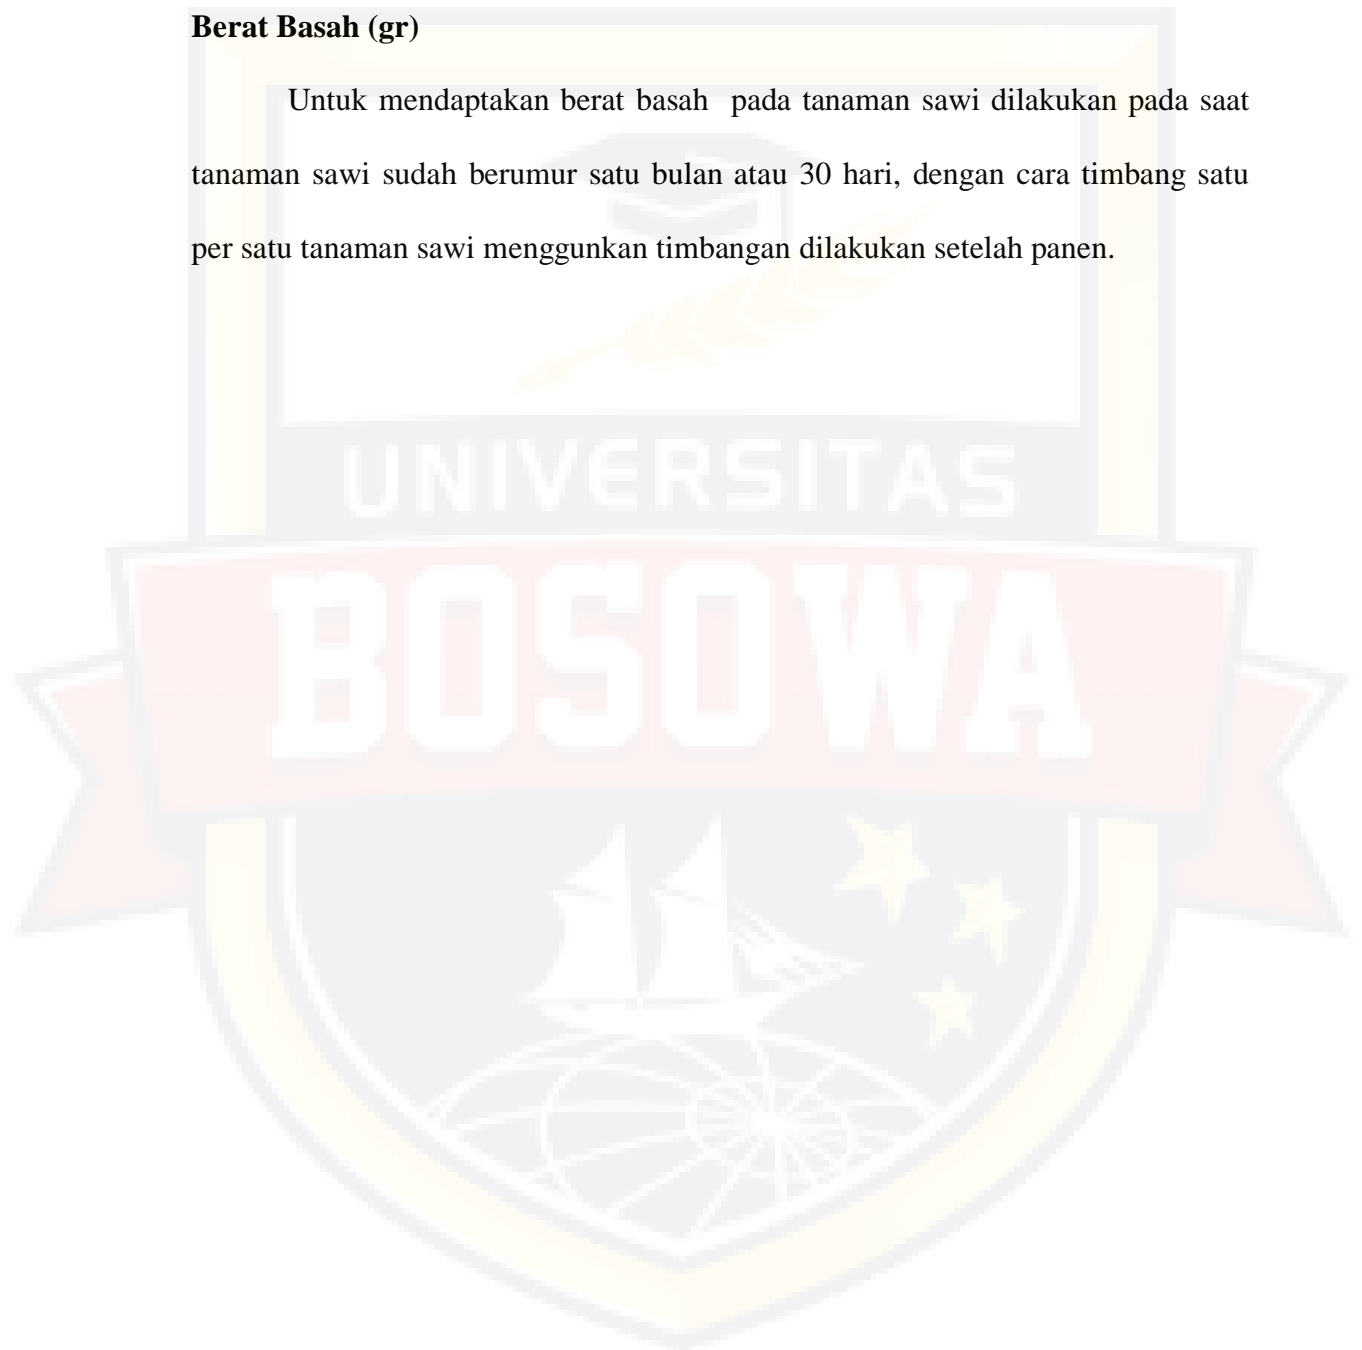 Berat Basah (gr)
Untuk mendaptakan berat basah pada tanaman sawi dilakukan pada saat
tanaman sawi sudah berumur satu bulan atau 30 hari, dengan cara timbang satu
per satu tanaman sawi menggunkan timbangan dilakukan setelah panen.
UNIVERSITAS
BOSOWA